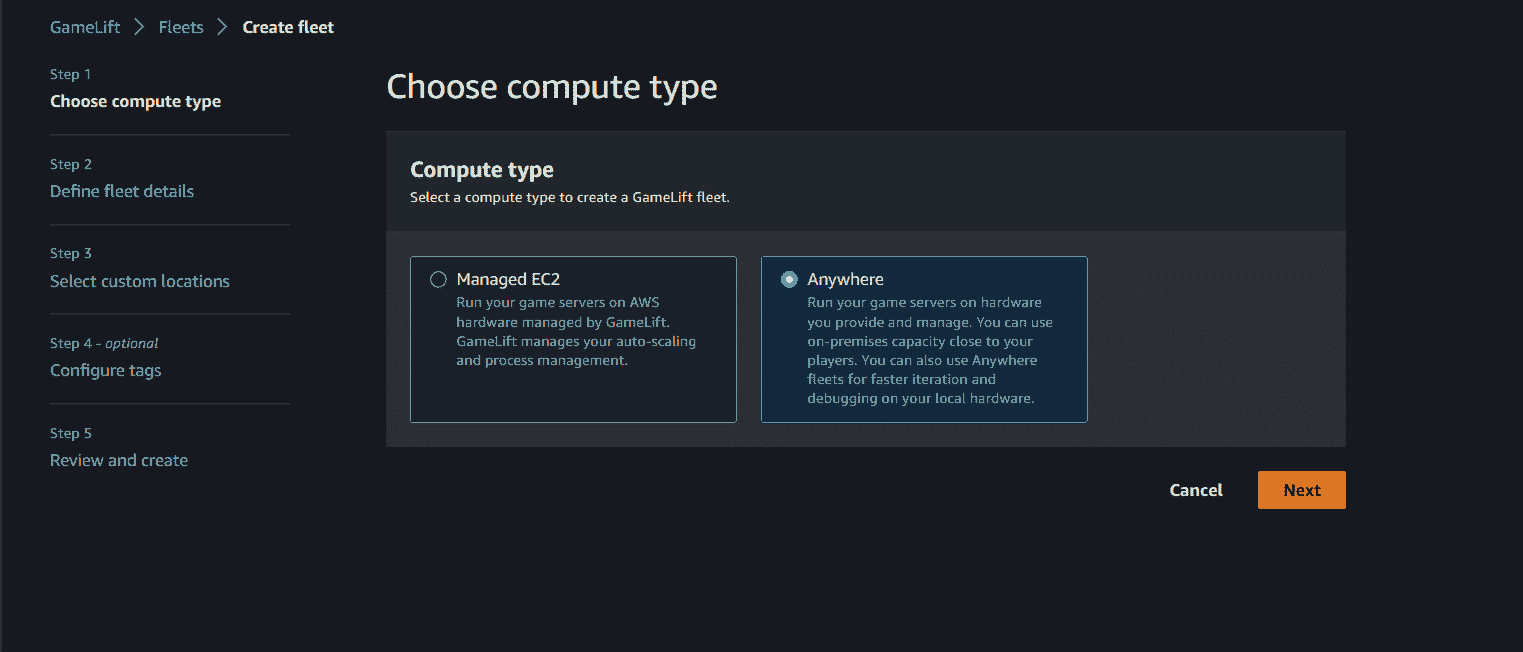 GameLift > Fleets > Create fleet
Step 1
Choose compute type
Step 2
Define fleet details
Step 3
Select custom locations
Step 4 - optional
Configure tags
Step 5
Review and create
Choose compute type
Compute type
Select a compute type to create a GameLift fleet.
Managed EC2
Run your game servers on AWS
hardware managed by GameLift.
GameLift manages your auto-scaling
and process management.
Anywhere
Run your game servers on hardware
you provide and manage. You can use
on-premises capacity close to your
players. You can also use Anywhere
fleets for faster iteration and
debugging on your local hardware.
Cancel
Next